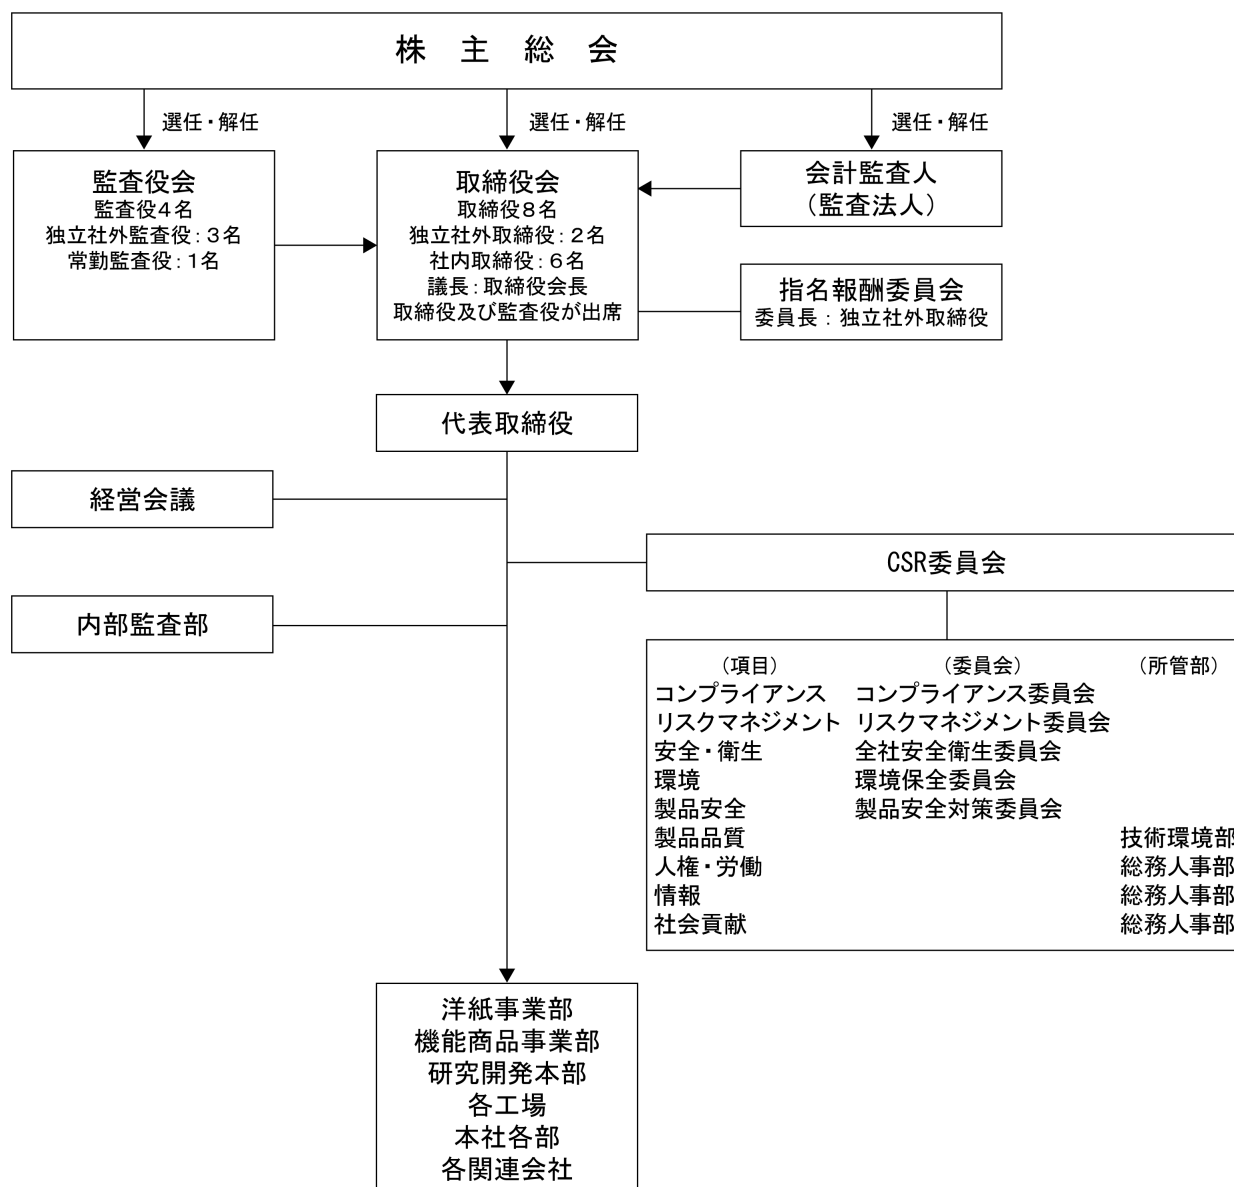 株主総会
選任・解任
選任・解任
選任・解任
監査役会
監査役4名
独立社外監査役：3名
常勤監査役：1名
取締役会
取締役8名
独立社外取締役：2名
社内取締役：6名
議長：取締役会長
取締役及び監査役が出席
会計監査人
（監査法人）
指名報酬委員会
委員長：独立社外取締役
代表取締役
経営会議
CSR委員会
内部監査部
（項目） （委員会） （所管部）
コンプライアンス コンプライアンス委員会
リスクマネジメント リスクマネジメント委員会
安全・衛生 全社安全衛生委員会
環境 環境保全委員会
製品安全 製品安全対策委員会
製品品質 技術環境部
人権・労働 総務人事部
情報 総務人事部
社会貢献 総務人事部
洋紙事業部
機能商品事業部
研究開発本部
各工場
本社各部
各関連会社